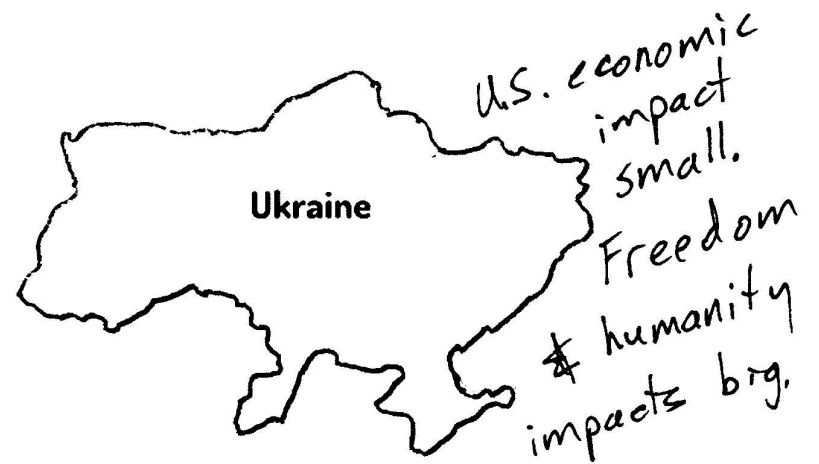 Ukraine
U.S. economic
impact
small.
Freedom
& humanity
impacts big.